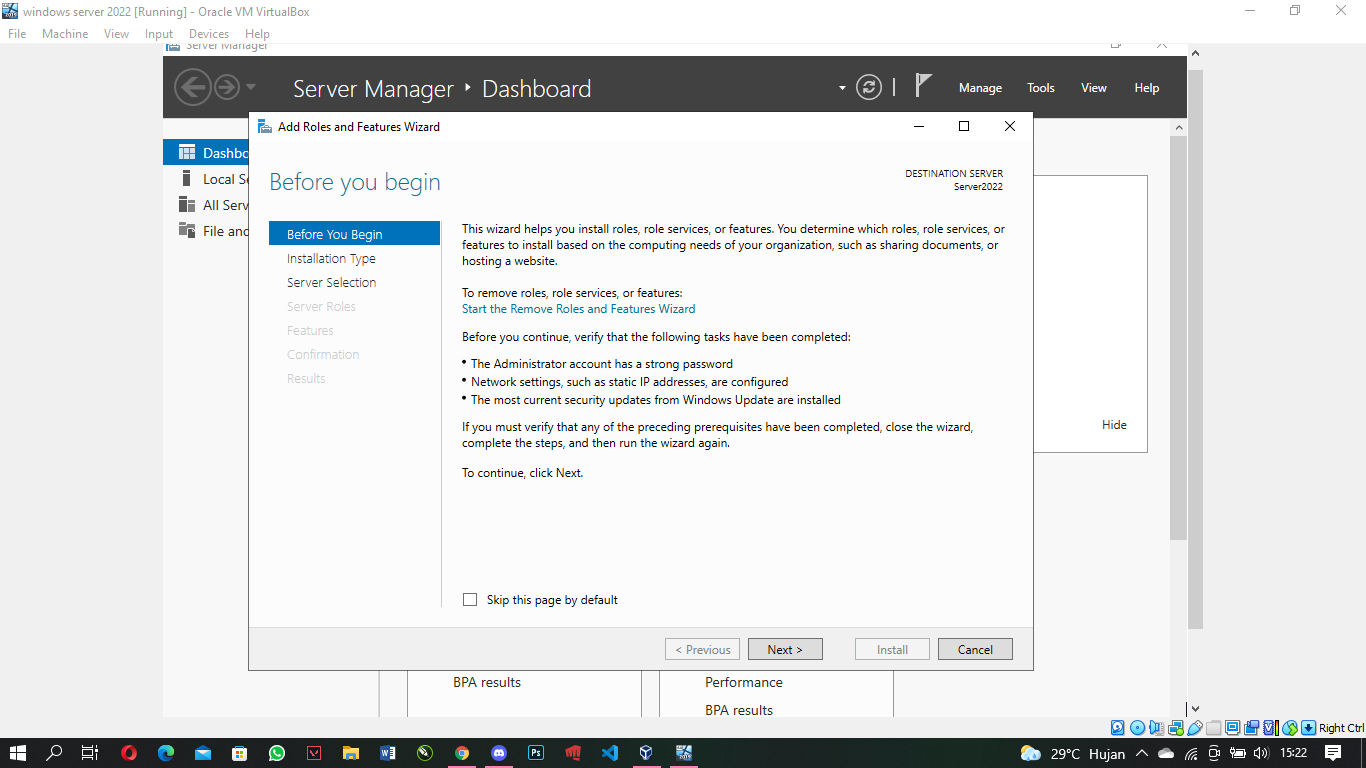 windows server 2022 [Running] - Oracle VM VirtualBox
File Machine View Input Devices Help
Server Manager
Server Manager Dashboard
Manage Tools View Help
Add Roles and Features Wizard
Before you begin
DESTINATION SERVER
Server2022
Dashbo
Local Se
All Serv
File and
Before You Begin
Installation Type
Server Selection
Server Roles
Features
Confirmation
Results
This wizard helps you install roles, role services, or features. You determine which roles, role services, or
features to install based on the computing needs of your organization, such as sharing documents, or
hosting a website.
To remove roles, role services, or features:
Start the Remove Roles and Features Wizard
Before you continue, verify that the following tasks have been completed:
• The Administrator account has a strong password
• Network settings, such as static IP addresses, are configured
• The most current security updates from Windows Update are installed
If you must verify that any of the preceding prerequisites have been completed, close the wizard,
complete the steps, and then run the wizard again.
To continue, click Next.
Hide
Skip this page by default
< Previous Next > Install Cancel
BPA results
Performance
BPA results
Right Ctrl
29°C Hujan 15:22